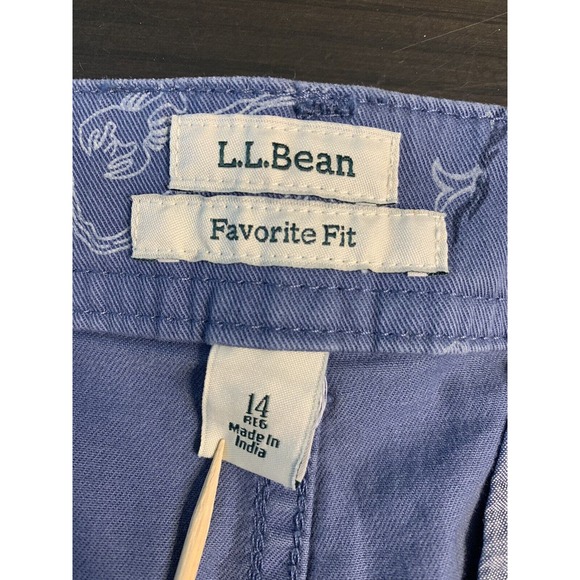 L.L.Bean
Favorite Fit
14
REG
Made in
India